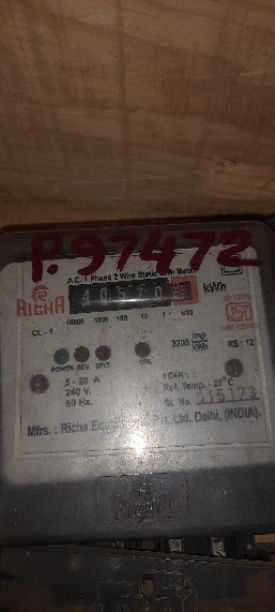 P.97472
A.C. 1 Phase 2 Wire Static kWh Meter
RICHA
kWh
CL - 1
10000 1000 100 10 1 1/10
3200 imp/kWh
RS : 12
POWER REV. EPLT CAL
5 - 20 A
YEAR
240 V.
Ref. Temp. - 27°C
50 Hz.
Sl. No. 115173
Mfrs. : Richa Pvt. Ltd. Delhi, (INDIA).